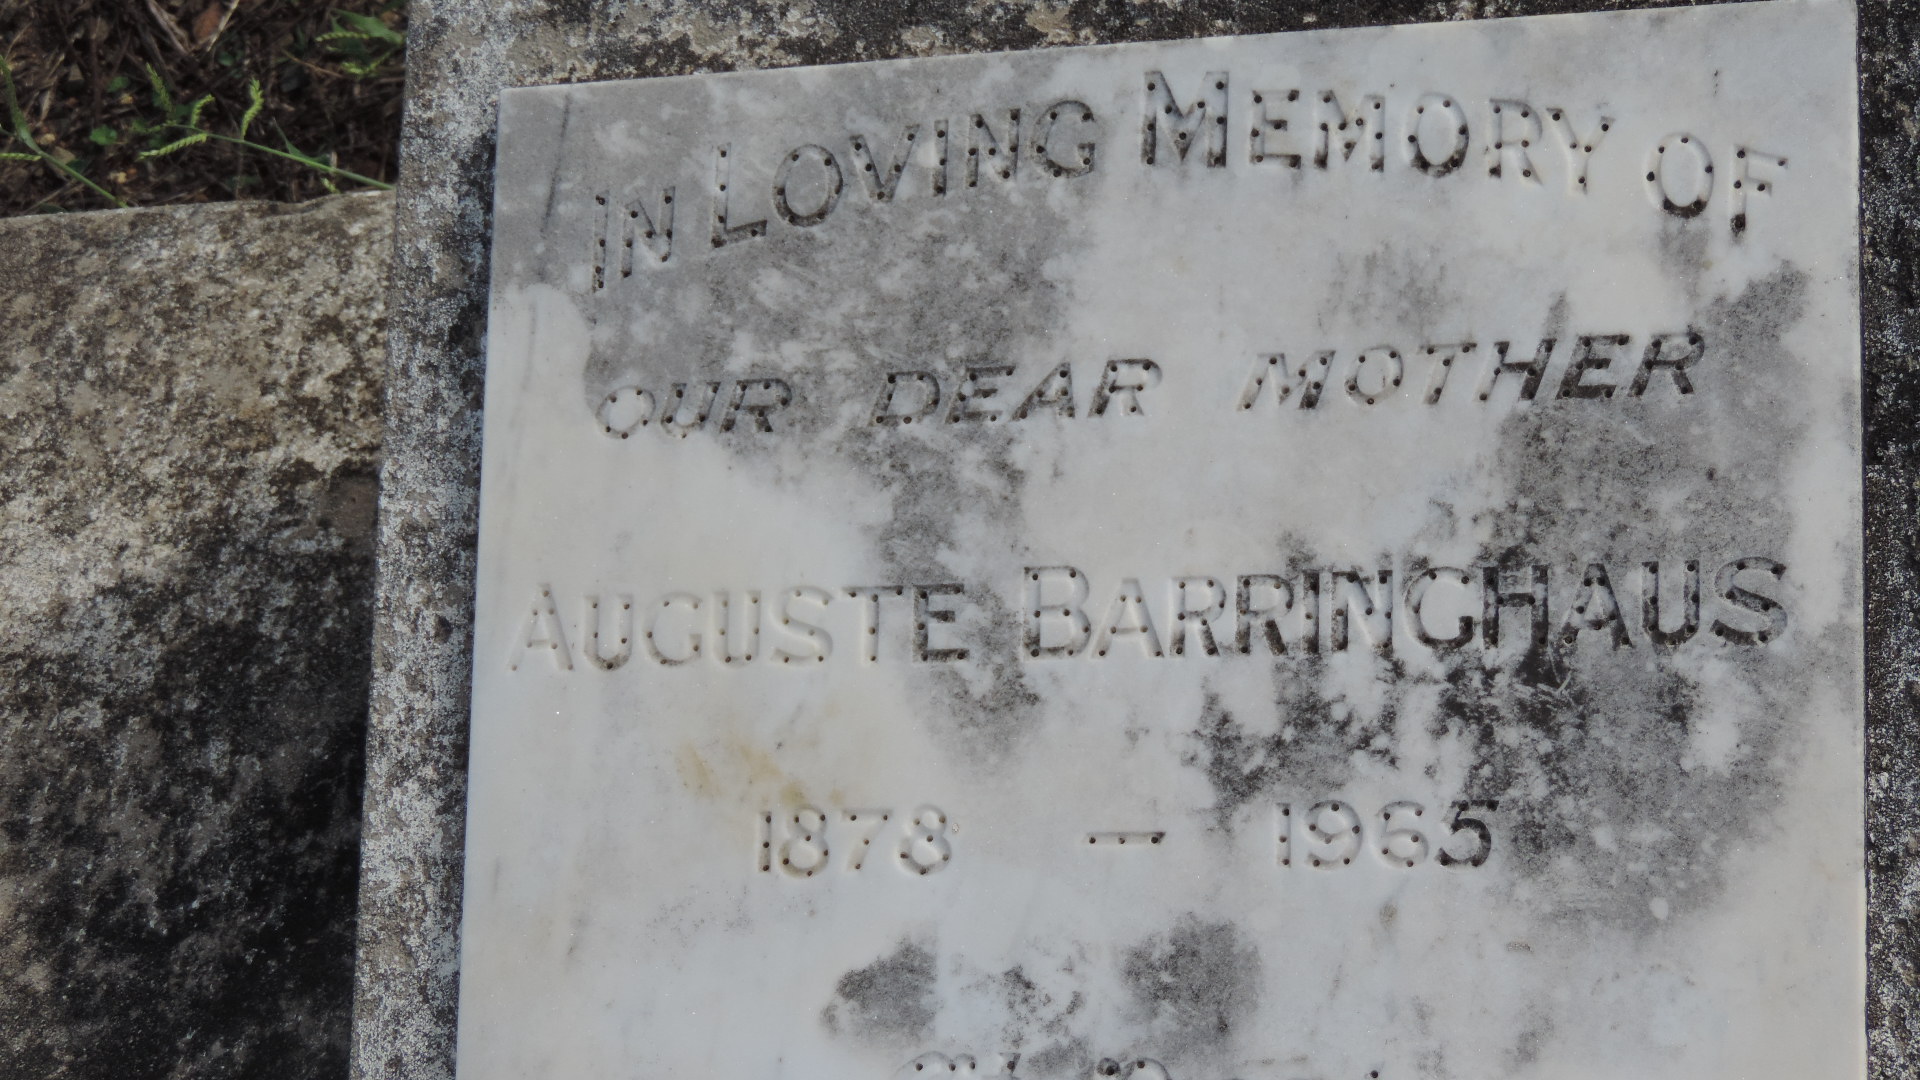 IN LOVING MEMORY OF
OUR DEAR MOTHER
AUGUSTE BARRINGHAUS
1878 — 1965